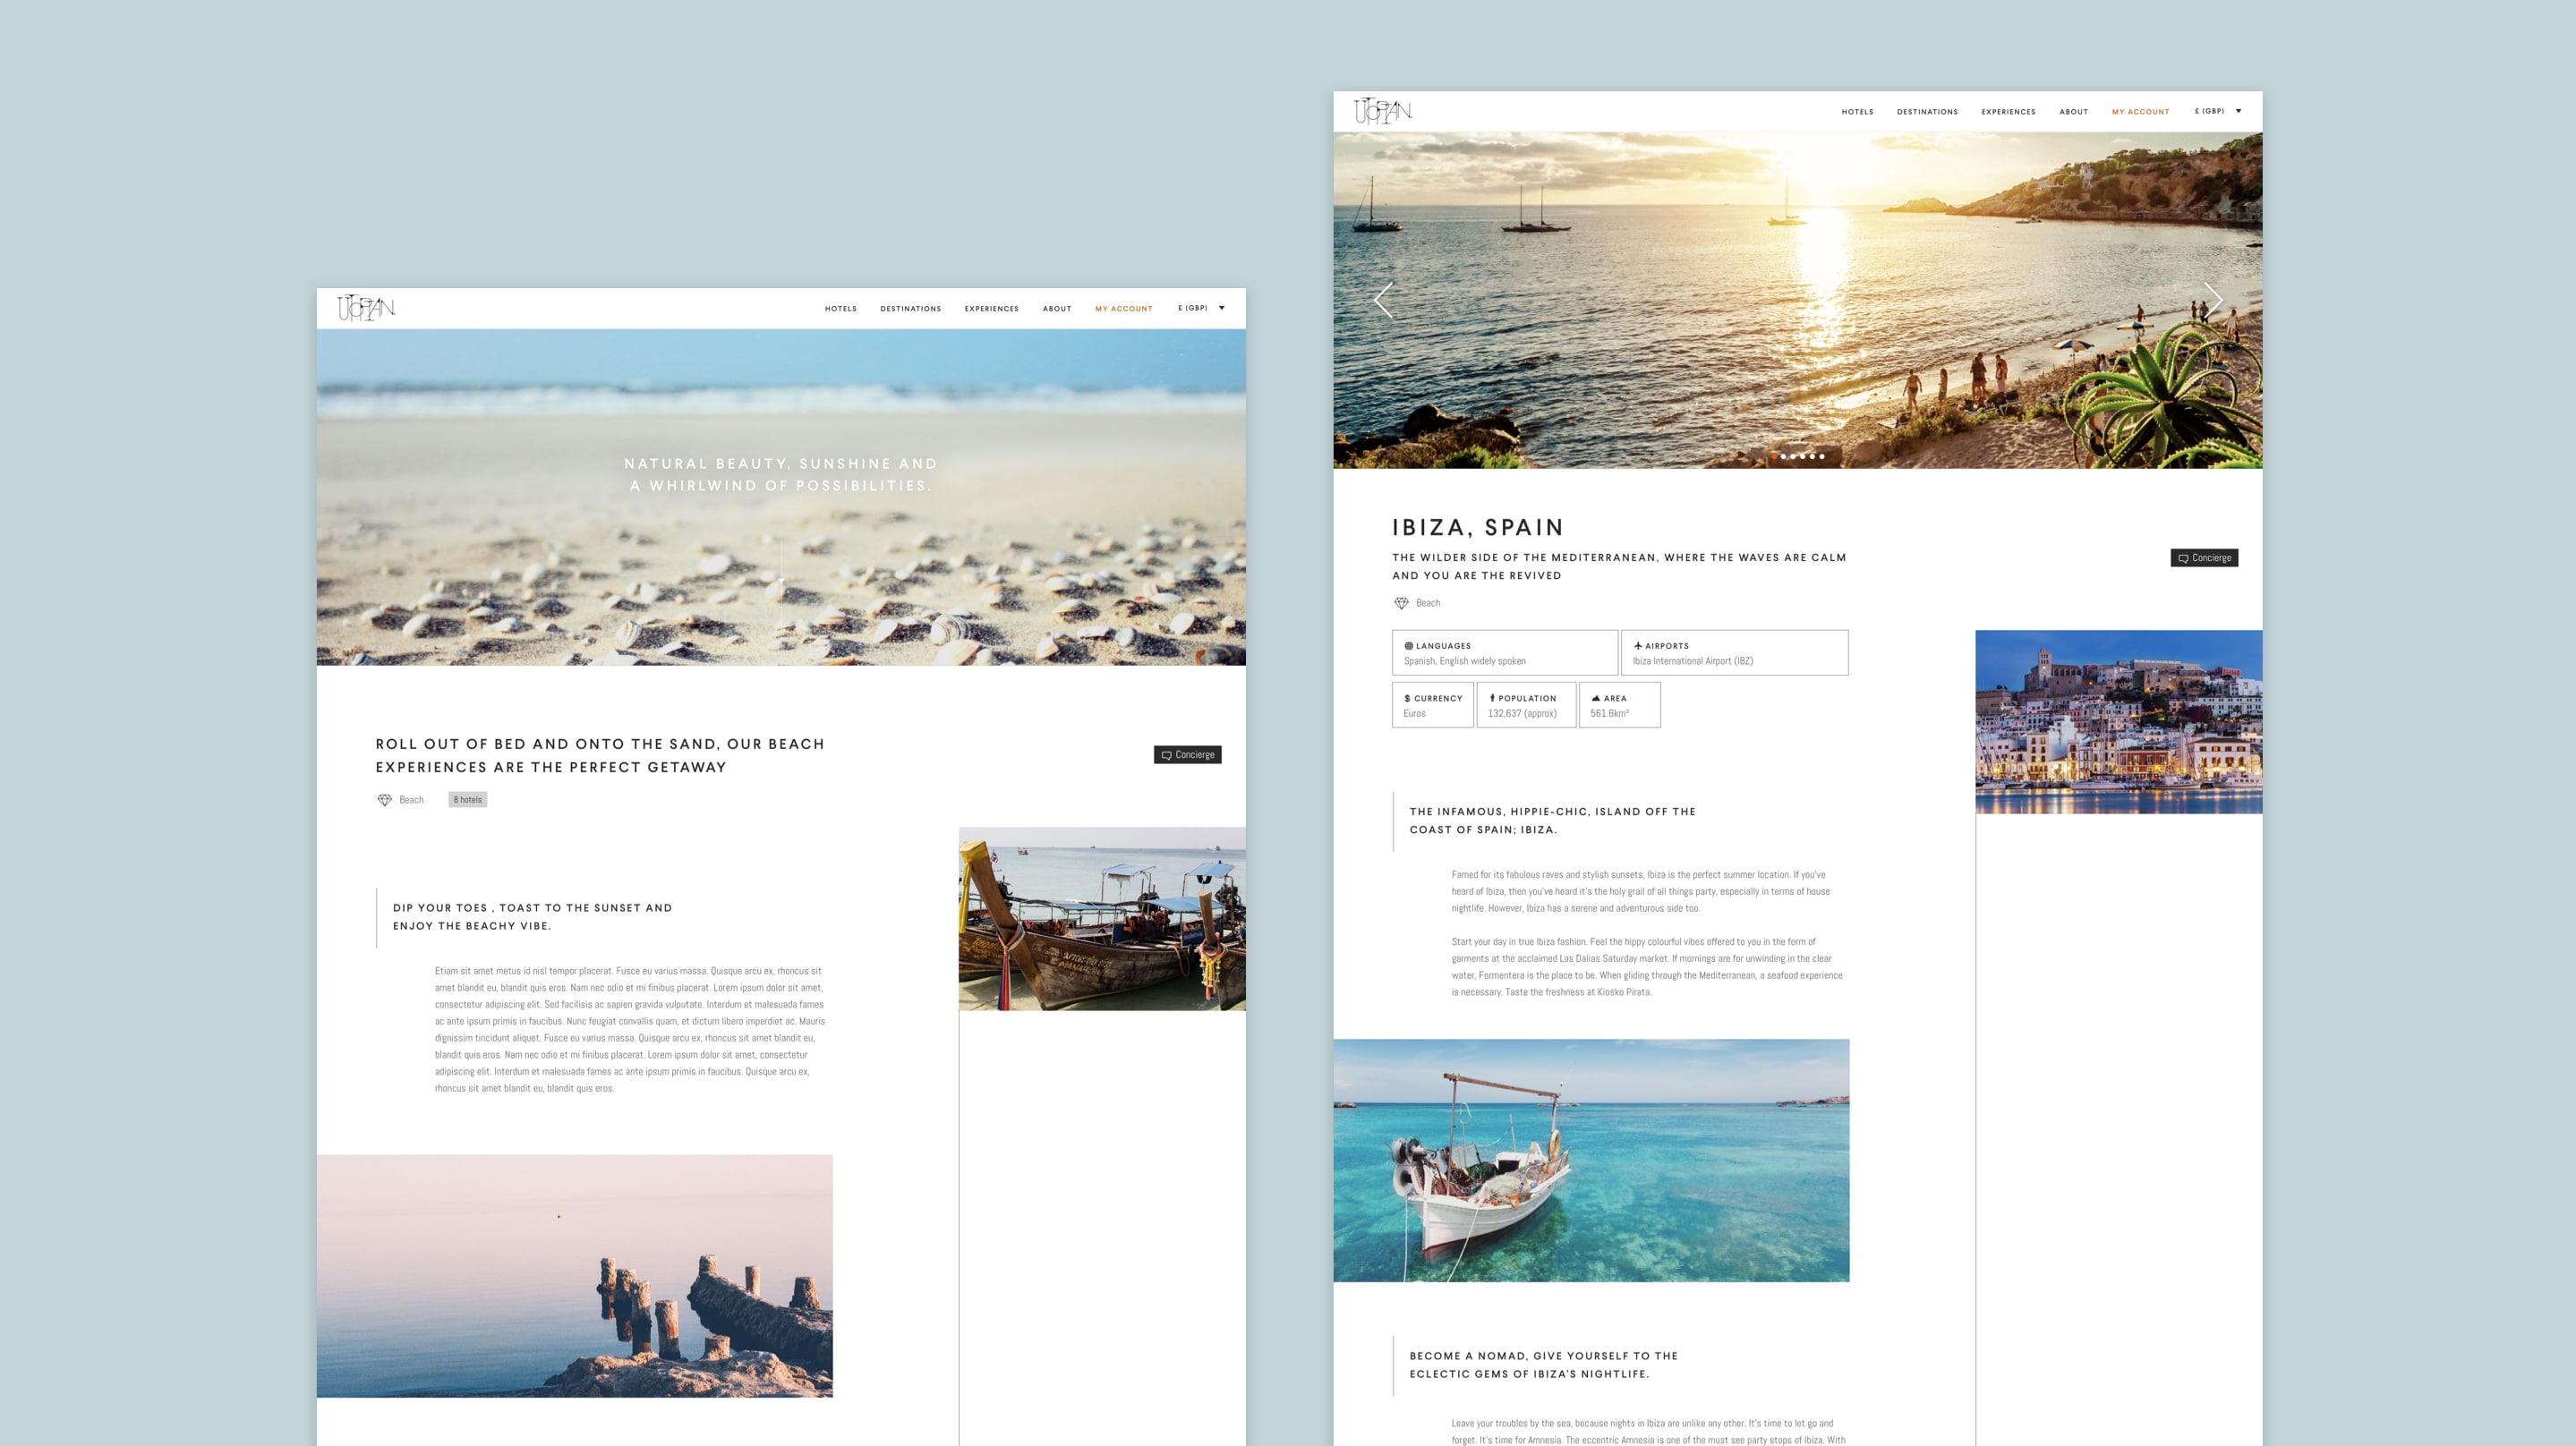 UTOPIAN
HOTELS DESTINATIONS EXPERIENCES ABOUT MY ACCOUNT £ (GBP)
NATURAL BEAUTY, SUNSHINE AND
A WHIRLWIND OF POSSIBILITIES.
ROLL OUT OF BED AND ONTO THE SAND, OUR BEACH
EXPERIENCES ARE THE PERFECT GETAWAY
Concierge
Beach 8 hotels
DIP YOUR TOES , TOAST TO THE SUNSET AND
ENJOY THE BEACHY VIBE.
Etiam sit amet metus id nisl tempor placerat. Fusce eu varius massa. Quisque arcu ex, rhoncus sit
amet blandit eu, blandit quis eros. Nam nec odio et mi finibus placerat. Lorem ipsum dolor sit amet,
consectetur adipiscing elit. Sed facilisis ac sapien gravida vulputate. Interdum et malesuada fames
ac ante ipsum primis in faucibus. Nunc feugiat convallis quam, et dictum libero imperdiet ac. Mauris
dignissim tincidunt aliquet. Fusce eu varius massa. Quisque arcu ex, rhoncus sit amet blandit eu,
blandit quis eros. Nam nec odio et mi finibus placerat. Lorem ipsum dolor sit amet, consectetur
adipiscing elit. Interdum et malesuada fames ac ante ipsum primis in faucibus. Quisque arcu ex,
rhoncus sit amet blandit eu, blandit quis eros.
UTOPIAN
HOTELS DESTINATIONS EXPERIENCES ABOUT MY ACCOUNT £ (GBP)
IBIZA, SPAIN
THE WILDER SIDE OF THE MEDITERRANEAN, WHERE THE WAVES ARE CALM
AND YOU ARE THE REVIVED
Concierge
Beach
LANGUAGES
Spanish, English widely spoken
AIRPORTS
Ibiza International Airport (IBZ)
CURRENCY
Euros
POPULATION
132,637 (approx)
AREA
561.6km²
THE INFAMOUS, HIPPIE-CHIC, ISLAND OFF THE
COAST OF SPAIN; IBIZA.
Famed for its fabulous raves and stylish sunsets, Ibiza is the perfect summer location. If you've
heard of Ibiza, then you've heard it's the holy grail of all things party, especially in terms of house
nightlife. However, Ibiza has a serene and adventurous side too.
Start your day in true Ibiza fashion. Feel the hippy colourful vibes offered to you in the form of
garments at the acclaimed Las Dalias Saturday market. If mornings are for unwinding in the clear
water, Formentera is the place to be. When gliding through the Mediterranean, a seafood experience
is necessary. Taste the freshness at Kiosko Pirata.
BECOME A NOMAD, GIVE YOURSELF TO THE
ECLECTIC GEMS OF IBIZA'S NIGHTLIFE.
Leave your troubles by the sea, because nights in Ibiza are unlike any other. It's time to let go and
forget. It's time for Amnesia. The eccentric Amnesia is one of the must see party stops of Ibiza. With